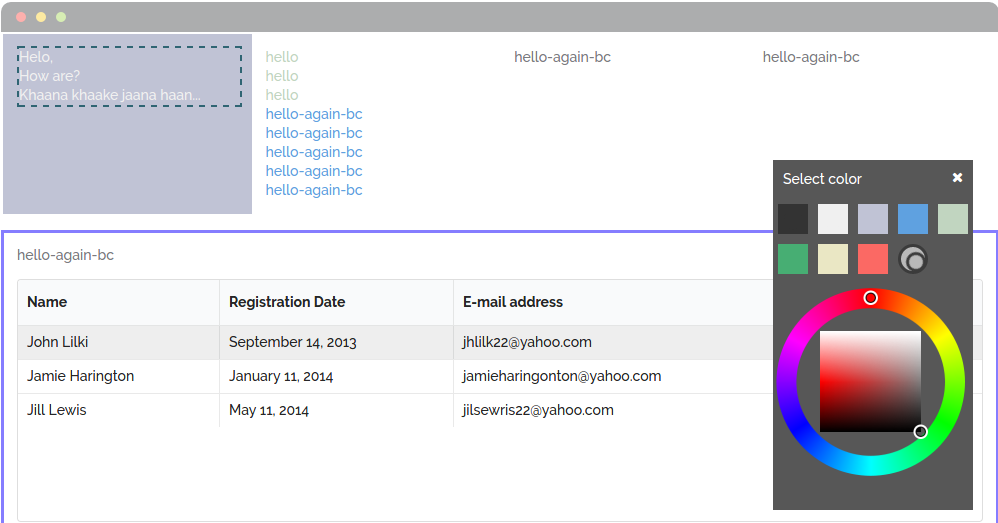 Helo,
How are?
Khaana khaake jaana haan...
hello
hello
hello
hello-again-bc
hello-again-bc
hello-again-bc
hello-again-bc
hello-again-bc
hello-again-bc
hello-again-bc
Select color
hello-again-bc
Name Registration Date E-mail address
John Lilki September 14, 2013 jhlilk22@yahoo.com
Jamie Harington January 11, 2014 jamieharingonton@yahoo.com
Jill Lewis May 11, 2014 jilsewris22@yahoo.com